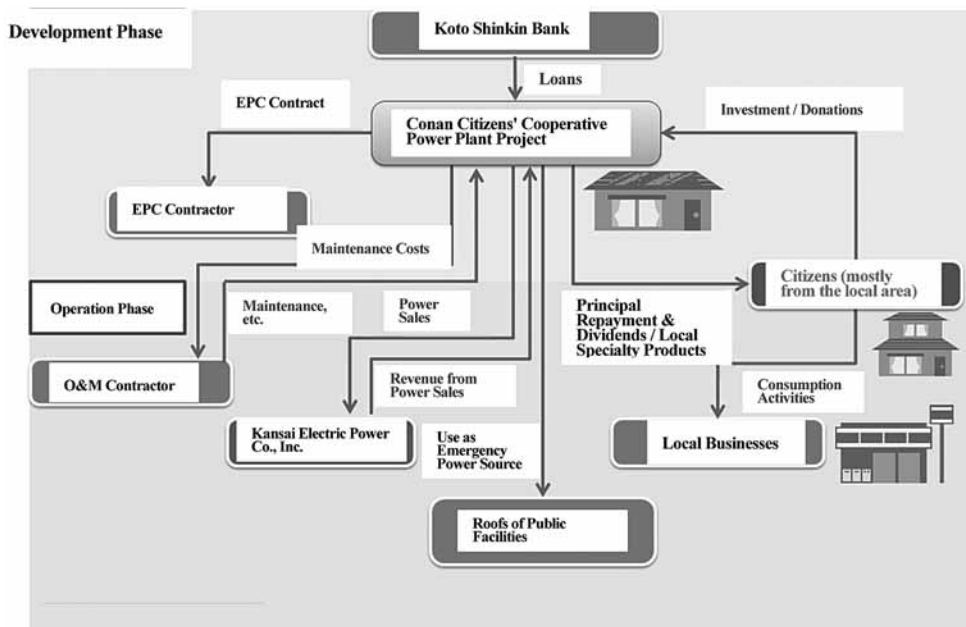 Development Phase
Koto Shinkin Bank
Loans
EPC Contract
Investment / Donations
Conan Citizens' Cooperative
Power Plant Project
EPC Contractor
Maintenance Costs
Citizens (mostly
from the local area)
Operation Phase
Maintenance,
etc.
Power
Sales
Principal
Repayment &
Dividends / Local
Specialty Products
O&M Contractor
Revenue from
Power Sales
Consumption
Activities
Kansai Electric Power
Co., Inc.
Use as
Emergency
Power Source
Local Businesses
Roofs of Public
Facilities